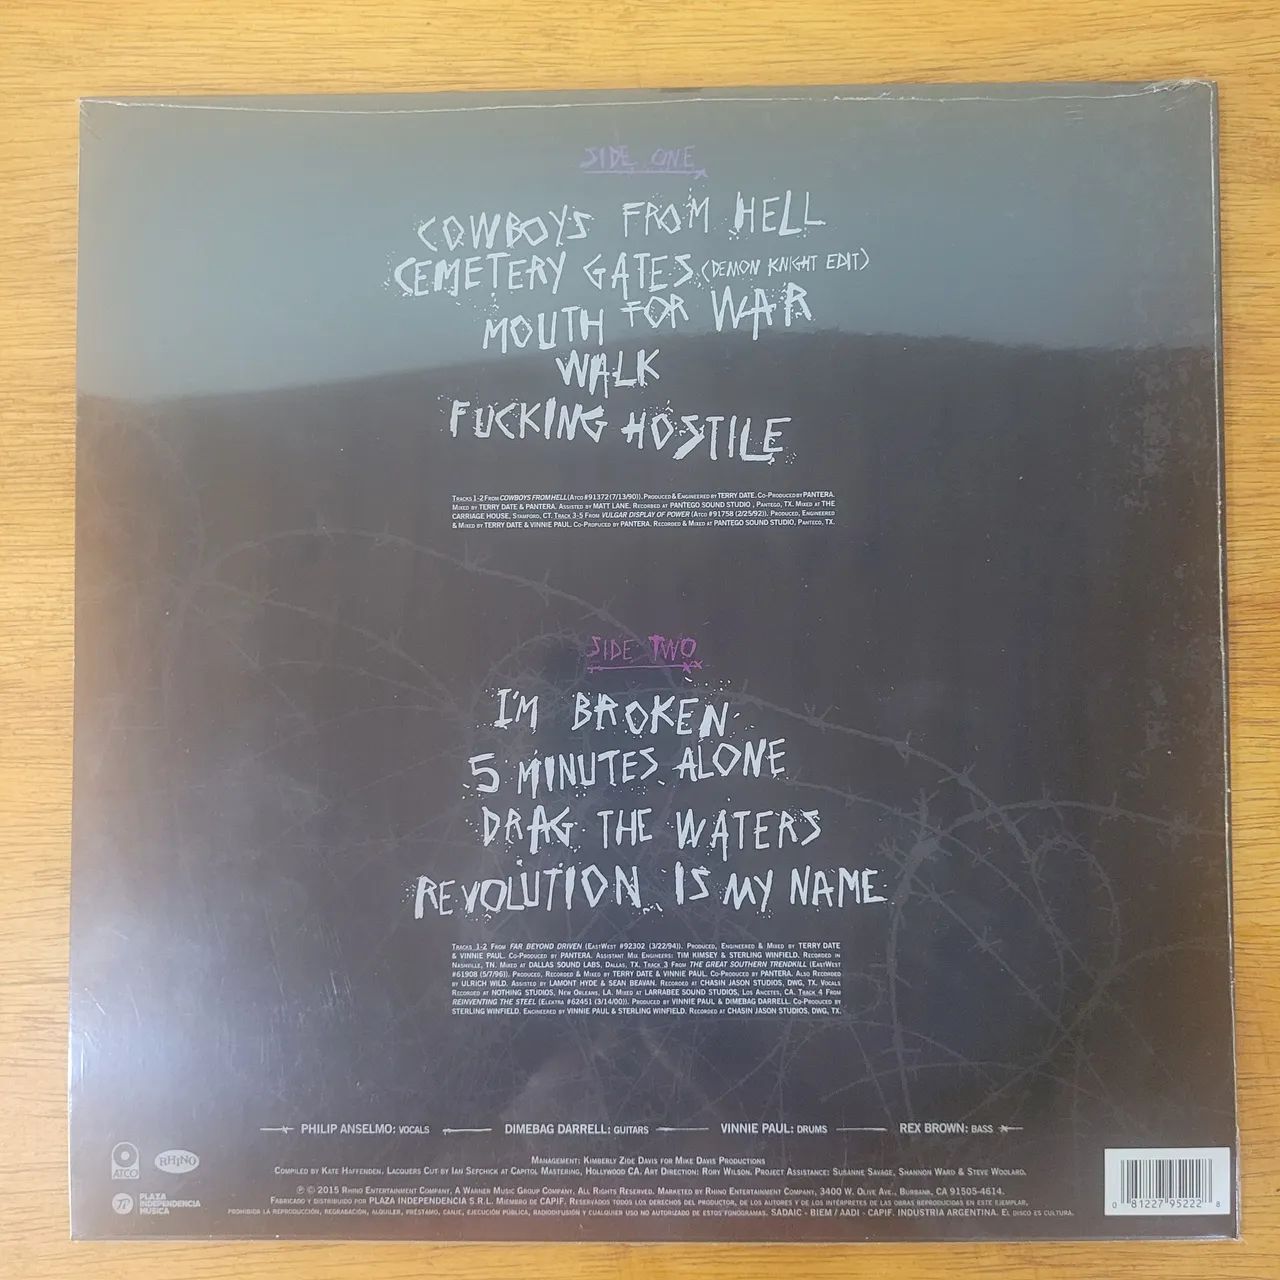 SIDE ONE
COWBOYS FROM HELL
CEMETERY GATES (DEMON KNIGHT EDIT)
MOUTH FOR WAR
WALK
FUCKING HOSTILE
TRACKS 1-2 FROM COWBOYS FROM HELL (ATCO #91372 (7/13/90)). PRODUCED & ENGINEERED BY TERRY DATE. CO-PRODUCED BY PANTERA.
MIXED BY TERRY DATE & PANTERA. ASSISTED BY MATT LANE. RECORDED AT PANTEGO SOUND STUDIO, PANTEGO, TX. MIXED AT THE
CARRIAGE HOUSE, STAMFORD, CT. TRACK 3-5 FROM VULGAR DISPLAY OF POWER (ATCO #91758 (2/25/92)). PRODUCED, ENGINEERED
& MIXED BY TERRY DATE & VINNIE PAUL. CO-PRODUCED BY PANTERA. RECORDED & MIXED AT PANTEGO SOUND STUDIO, PANTEGO, TX.
SIDE TWO
I'M BROKEN
5 MINUTES ALONE
DRAG THE WATERS
REVOLUTION IS MY NAME
TRACKS 1-2 FROM FAR BEYOND DRIVEN (EASTWEST #92302 (3/22/94)). PRODUCED, ENGINEERED & MIXED BY TERRY DATE
& VINNIE PAUL. CO-PRODUCED BY PANTERA. ASSISTANT MIX ENGINEERS: TIM KIMSEY & STERLING WINFIELD. RECORDED IN
NASHVILLE, TN. MIXED AT DALLAS SOUND LABS, DALLAS, TX. TRACK 3 FROM THE GREAT SOUTHERN TRENDKILL (EASTWEST
#61908 (5/7/96)). PRODUCED, RECORDED & MIXED BY TERRY DATE & VINNIE PAUL. CO-PRODUCED BY PANTERA. ALSO RECORDED
BY ULRICH WILD. ASSISTED BY LAMONT HYDE & SEAN BEAVAN. RECORDED AT CHASIN JASON STUDIOS, DWG, TX. VOCALS
RECORDED AT NOTHING STUDIOS, NEW ORLEANS, LA. MIXED AT LARRABEE SOUND STUDIOS, LOS ANGELES, CA. TRACK 4 FROM
REINVENTING THE STEEL (ELEKTRA #62451 (3/14/00)). PRODUCED BY VINNIE PAUL & DIMEBAG DARRELL. CO-PRODUCED BY
STERLING WINFIELD. ENGINEERED BY VINNIE PAUL & STERLING WINFIELD. RECORDED AT CHASIN JASON STUDIOS, DWG, TX.
PHILIP ANSELMO: VOCALS DIMEBAG DARRELL: GUITARS VINNIE PAUL: DRUMS REX BROWN: BASS
MANAGEMENT: KIMBERLY ZIDE DAVIS FOR MIKE DAVIS PRODUCTIONS
COMPILED BY KATE HAFFENDEN. LACQUERS CUT BY IAN SEFCHICK AT CAPITOL MASTERING, HOLLYWOOD CA. ART DIRECTION: RORY WILSON. PROJECT ASSISTANCE: SUSANNE SAVAGE, SHANNON WARD & STEVE WOOLARD.
ATCO RHINO
℗ © 2015 RHINO ENTERTAINMENT COMPANY, A WARNER MUSIC GROUP COMPANY. ALL RIGHTS RESERVED. MARKETED BY RHINO ENTERTAINMENT COMPANY, 3400 W. OLIVE AVE., BURBANK, CA 91505-4614.
FABRICADO Y DISTRIBUIDO POR PLAZA INDEPENDENCIA S.R.L. MIEMBRO DE CAPIF. RESERVADOS TODOS LOS DERECHOS DEL PRODUCTOR, DE LOS AUTORES Y DE LOS INTÉRPRETES DE LAS OBRAS REPRODUCIDAS EN ESTE EJEMPLAR,
PROHIBIDA LA REPRODUCCIÓN, REGRABACIÓN, ALQUILER, PRÉSTAMO, CANJE, EJECUCIÓN PÚBLICA, RADIODIFUSIÓN Y CUALQUIER USO NO AUTORIZADO DE ESTOS FONOGRAMAS. SADAIC - BIEM / AADI - CAPIF. INDUSTRIA ARGENTINA. EL DISCO ES CULTURA.
PLAZA
INDEPENDENCIA
MUSICA
0 81227 95222 8